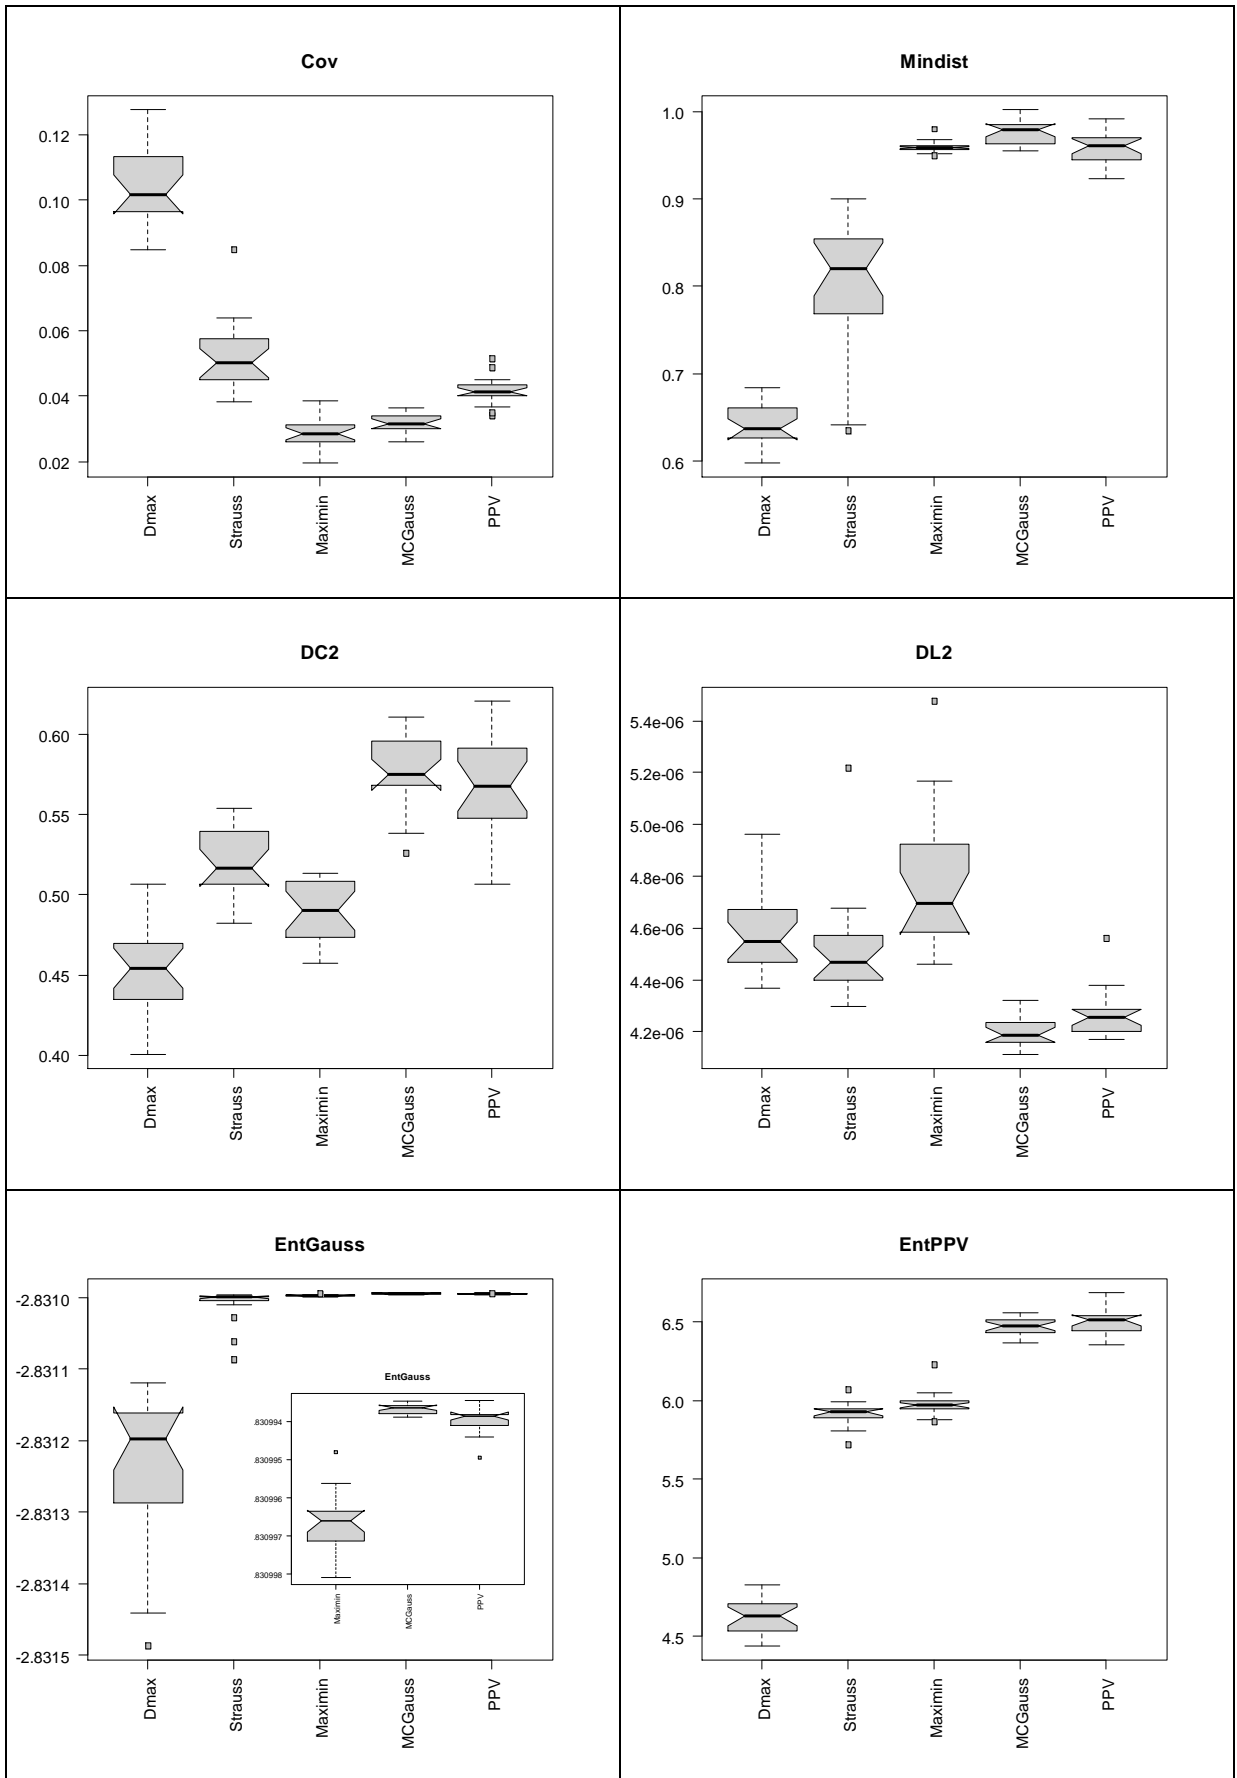 Cov
0.12
0.10
0.08
0.06
0.04
0.02
Dmax
Strauss
Maximin
MCGauss
PPV
Mindist
1.0
0.9
0.8
0.7
0.6
Dmax
Strauss
Maximin
MCGauss
PPV
DC2
0.60
0.55
0.50
0.45
0.40
Dmax
Strauss
Maximin
MCGauss
PPV
DL2
5.4e-06
5.2e-06
5.0e-06
4.8e-06
4.6e-06
4.4e-06
4.2e-06
Dmax
Strauss
Maximin
MCGauss
PPV
EntGauss
-2.8310
-2.8311
-2.8312
-2.8313
-2.8314
-2.8315
EntGauss
.830994
.830995
.830996
.830997
.830998
Maximin
MCGauss
PPV
Dmax
Strauss
Maximin
MCGauss
PPV
EntPPV
6.5
6.0
5.5
5.0
4.5
Dmax
Strauss
Maximin
MCGauss
PPV